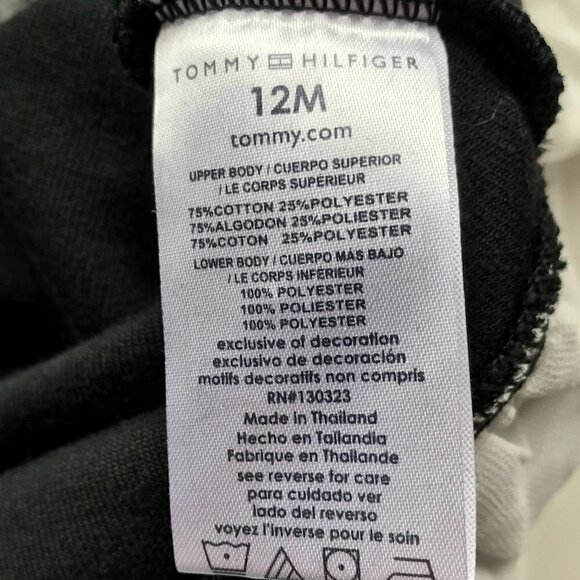 TOMMY HILFIGER
12M
tommy.com
UPPER BODY / CUERPO SUPERIOR
/ LE CORPS SUPERIEUR
75%COTTON 25%POLYESTER
75%ALGODON 25%POLIESTER
75%COTON 25%POLYESTER
LOWER BODY / CUERPO MÁS BAJO
/ LE CORPS INFÉRIEUR
100% POLYESTER
100% POLIESTER
100% POLYESTER
exclusive of decoration
exclusivo de decoración
motifs decoratifs non compris
RN#130323
Made in Thailand
Hecho en Tailandia
Fabrique en Thailande
see reverse for care
para cuidado ver
lado del reverso
voyez l'inverse pour le soin